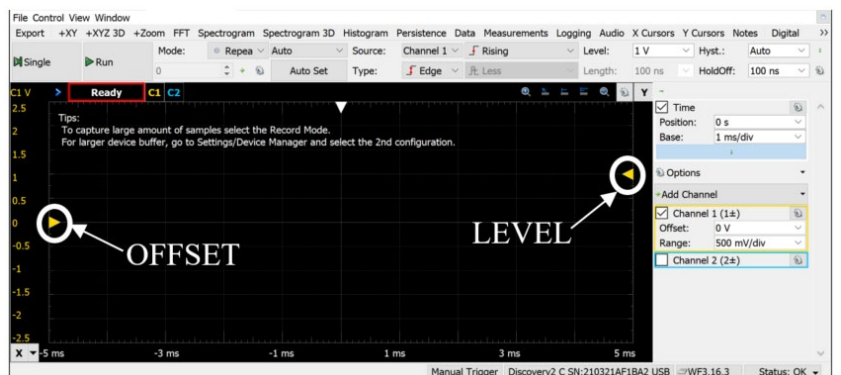 File Control View Window
Export +XY +XYZ 3D +Zoom FFT Spectrogram Spectrogram 3D Histogram Persistence Data Measurements Logging Audio X Cursors Y Cursors Notes Digital »
Single Run Mode: Repea Auto Source: Channel 1 Rising Level: 1 V Hyst.: Auto
0 Auto Set Type: Edge Less Length: 100 ns HoldOff: 100 ns
C1 V Ready C1 C2 Y
2.5
Tips:
2 To capture large amount of samples select the Record Mode.
For larger device buffer, go to Settings/Device Manager and select the 2nd configuration.
1.5
1
0.5
0
-0.5
-1
-1.5
-2
-2.5
OFFSET
LEVEL
X -5 ms -3 ms -1 ms 1 ms 3 ms 5 ms
Time
Position: 0 s
Base: 1 ms/div
Options
+Add Channel
Channel 1 (1±)
Offset: 0 V
Range: 500 mV/div
Channel 2 (2±)
Manual Trigger Discovery2 C SN:210321AF1BA2 USB WF3.16.3 Status: OK